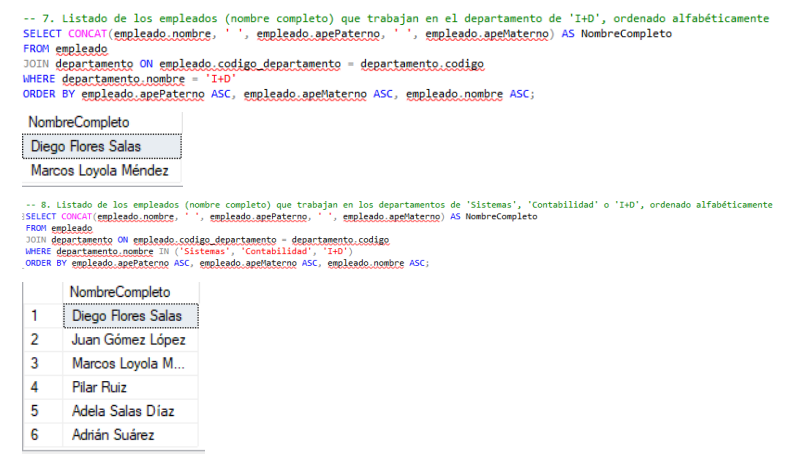 -- 7. Listado de los empleados (nombre completo) que trabajan en el departamento de 'I+D', ordenado alfabéticamente
SELECT CONCAT(empleado.nombre, ' ', empleado.apePaterno, ' ', empleado.apeMaterno) AS NombreCompleto
FROM empleado
JOIN departamento ON empleado.codigo_departamento = departamento.codigo
WHERE departamento.nombre = 'I+D'
ORDER BY empleado.apePaterno ASC, empleado.apeMaterno ASC, empleado.nombre ASC;
NombreCompleto
Diego Flores Salas
Marcos Loyola Méndez
-- 8. Listado de los empleados (nombre completo) que trabajan en los departamentos de 'Sistemas', 'Contabilidad' o 'I+D', ordenado alfabéticamente
SELECT CONCAT(empleado.nombre, ' ', empleado.apePaterno, ' ', empleado.apeMaterno) AS NombreCompleto
FROM empleado
JOIN departamento ON empleado.codigo_departamento = departamento.codigo
WHERE departamento.nombre IN ('Sistemas', 'Contabilidad', 'I+D')
ORDER BY empleado.apePaterno ASC, empleado.apeMaterno ASC, empleado.nombre ASC;
NombreCompleto
1 Diego Flores Salas
2 Juan Gómez López
3 Marcos Loyola M...
4 Pilar Ruiz
5 Adela Salas Díaz
6 Adrián Suárez